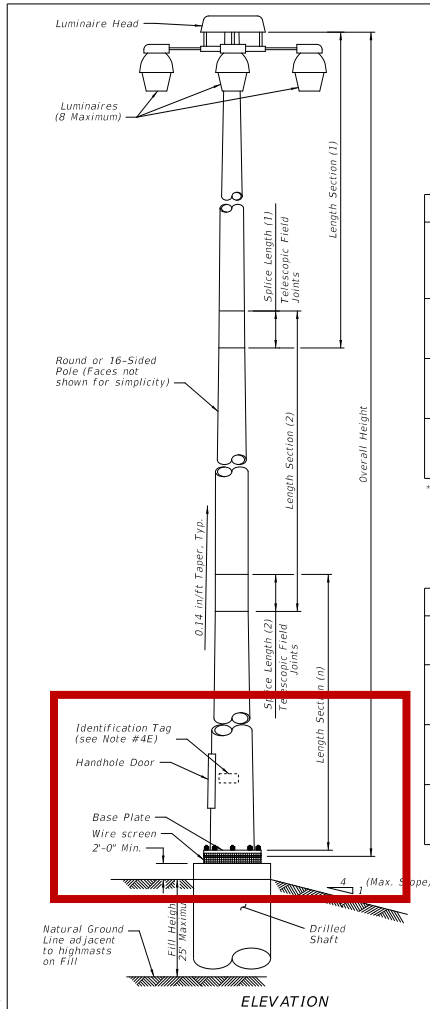 Luminaire Head
Luminaires
(8 Maximum)
Length Section (1)
Splice Length (1)
Telescopic Field
Joints
Round or 16-Sided
Pole (Faces not
shown for simplicity)
Length Section (2)
Overall Height
*
0.14 in/ft Taper, Typ.
Splice Length (2)
Telescopic Field
Joints
Length Section (n)
Identification Tag
(see Note #4E)
Handhole Door
Base Plate
Wire screen
2'-0" Min.
4
1
(Max. Slope)
Fill Height
25' Maximum
Natural Ground
Line adjacent
to highmasts
on Fill
Drilled
Shaft
ELEVATION